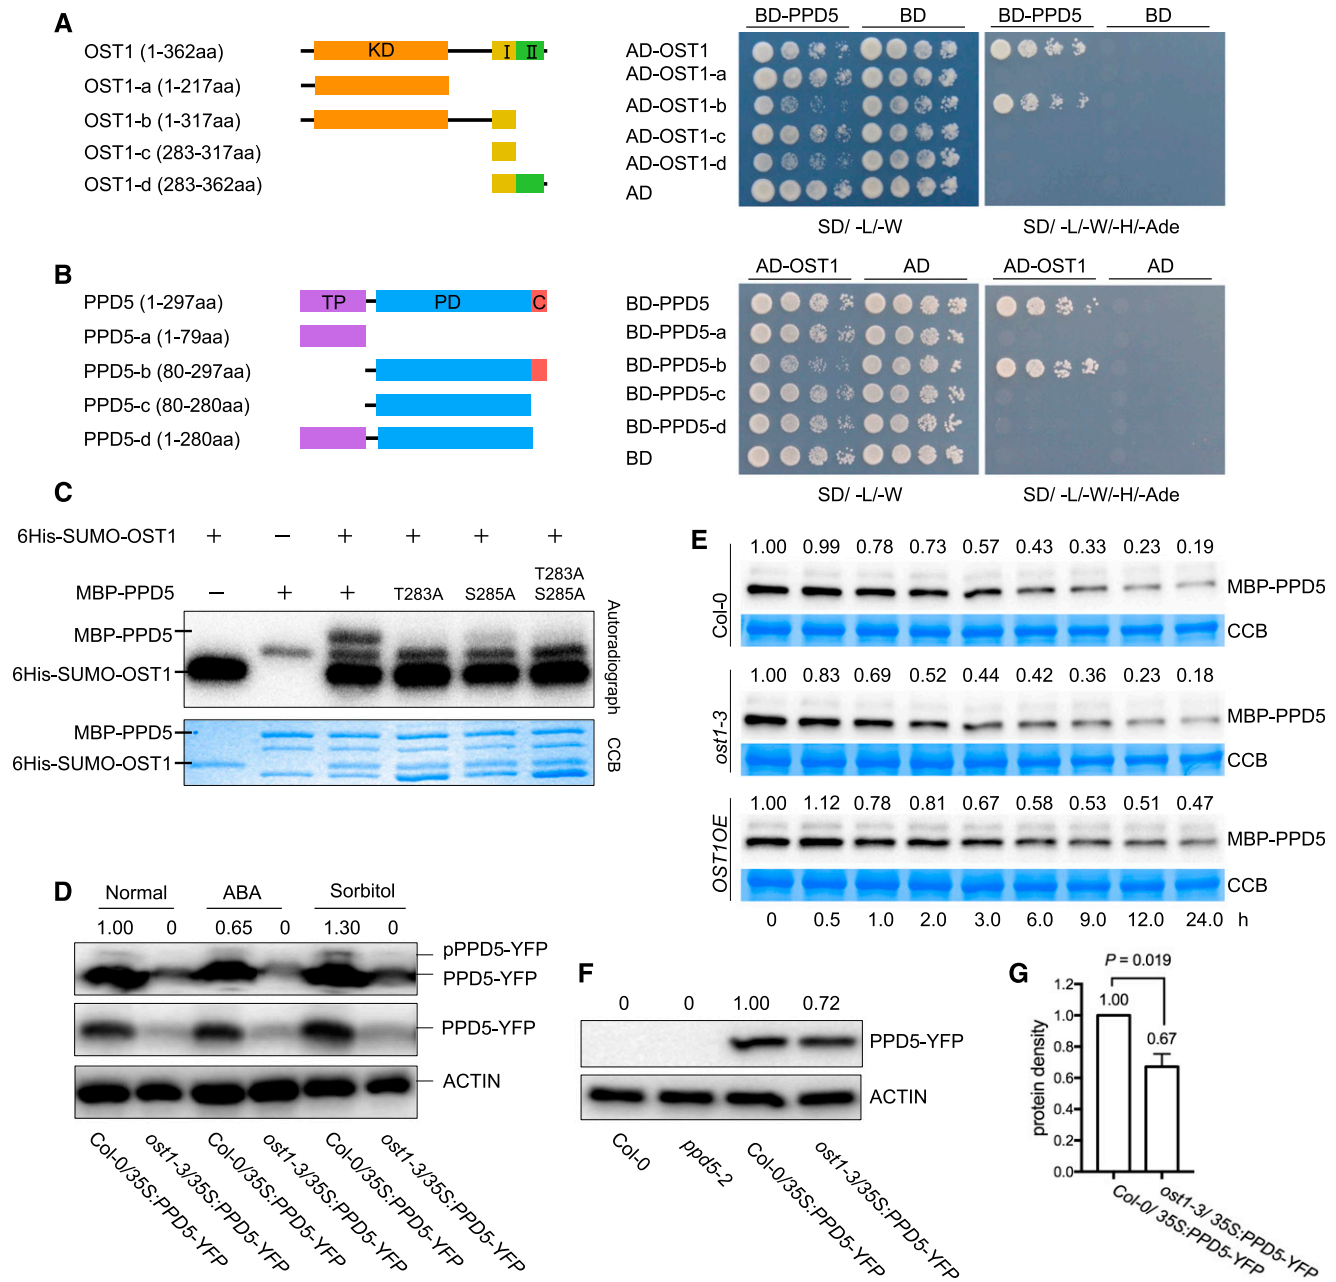 A
BD-PPD5 BD BD-PPD5 BD
OST1 (1-362aa) KD I II
OST1-a (1-217aa)
OST1-b (1-317aa)
OST1-c (283-317aa)
OST1-d (283-362aa)
AD-OST1
AD-OST1-a
AD-OST1-b
AD-OST1-c
AD-OST1-d
AD
SD/ -L/-W SD/ -L/-W/-H/-Ade
B
AD-OST1 AD AD-OST1 AD
PPD5 (1-297aa) TP PD C
PPD5-a (1-79aa)
PPD5-b (80-297aa)
PPD5-c (80-280aa)
PPD5-d (1-280aa)
BD-PPD5
BD-PPD5-a
BD-PPD5-b
BD-PPD5-c
BD-PPD5-d
BD
SD/ -L/-W SD/ -L/-W/-H/-Ade
C
6His-SUMO-OST1 + − + + + +
MBP-PPD5 − + + T283A S285A T283A
S285A
MBP-PPD5
6His-SUMO-OST1
Autoradiograph
MBP-PPD5
6His-SUMO-OST1
CCB
D
Normal ABA Sorbitol
1.00 0 0.65 0 1.30 0
pPPD5-YFP
PPD5-YFP
PPD5-YFP
ACTIN
Col-0/35S:PPD5-YFP
ost1-3/35S:PPD5-YFP
Col-0/35S:PPD5-YFP
ost1-3/35S:PPD5-YFP
Col-0/35S:PPD5-YFP
ost1-3/35S:PPD5-YFP
E
Col-0
1.00 0.99 0.78 0.73 0.57 0.43 0.33 0.23 0.19
MBP-PPD5
CCB
ost1-3
1.00 0.83 0.69 0.52 0.44 0.42 0.36 0.23 0.18
MBP-PPD5
CCB
OST1OE
1.00 1.12 0.78 0.81 0.67 0.58 0.53 0.51 0.47
MBP-PPD5
CCB
0 0.5 1.0 2.0 3.0 6.0 9.0 12.0 24.0 h
F
0 0 1.00 0.72
PPD5-YFP
ACTIN
Col-0
ppd5-2
Col-0/35S:PPD5-YFP
ost1-3/35S:PPD5-YFP
G
P = 0.019
protein density
1.2
1.0
0.8
0.6
0.4
0.2
0.0
1.00
0.67
Col-0/ 35S:PPD5-YFP
ost1-3/ 35S:PPD5-YFP